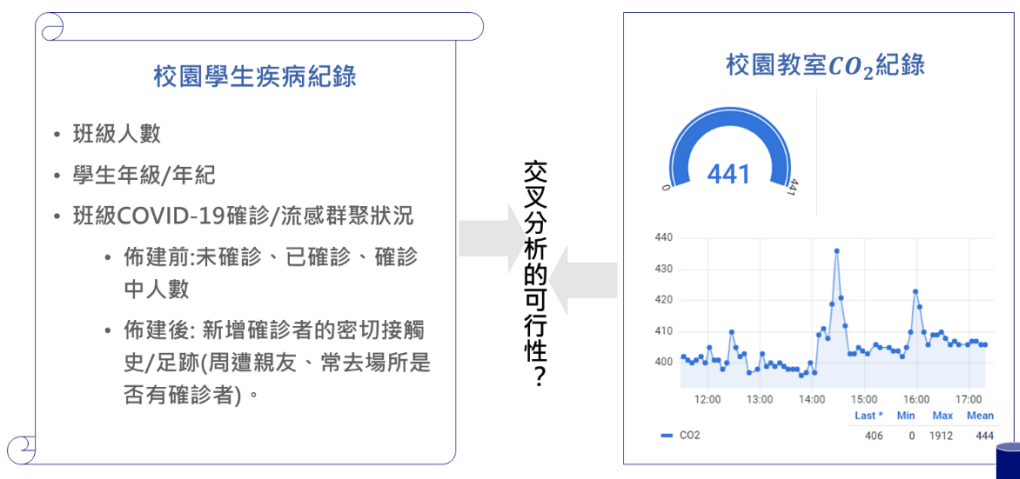 校園學生疾病紀錄
• 班級人數
• 學生年級/年紀
• 班級COVID-19確診/流感群聚狀況
• 佈建前:未確診、已確診、確診
中人數
• 佈建後: 新增確診者的密切接觸
史/足跡(周遭親友、常去場所是
否有確診者)。
交叉分析的可行性？
校園教室CO₂紀錄
441
0
441
440
430
420
410
400
12:00 13:00 14:00 15:00 16:00 17:00
Last * Min Max Mean
CO2 406 0 1912 444